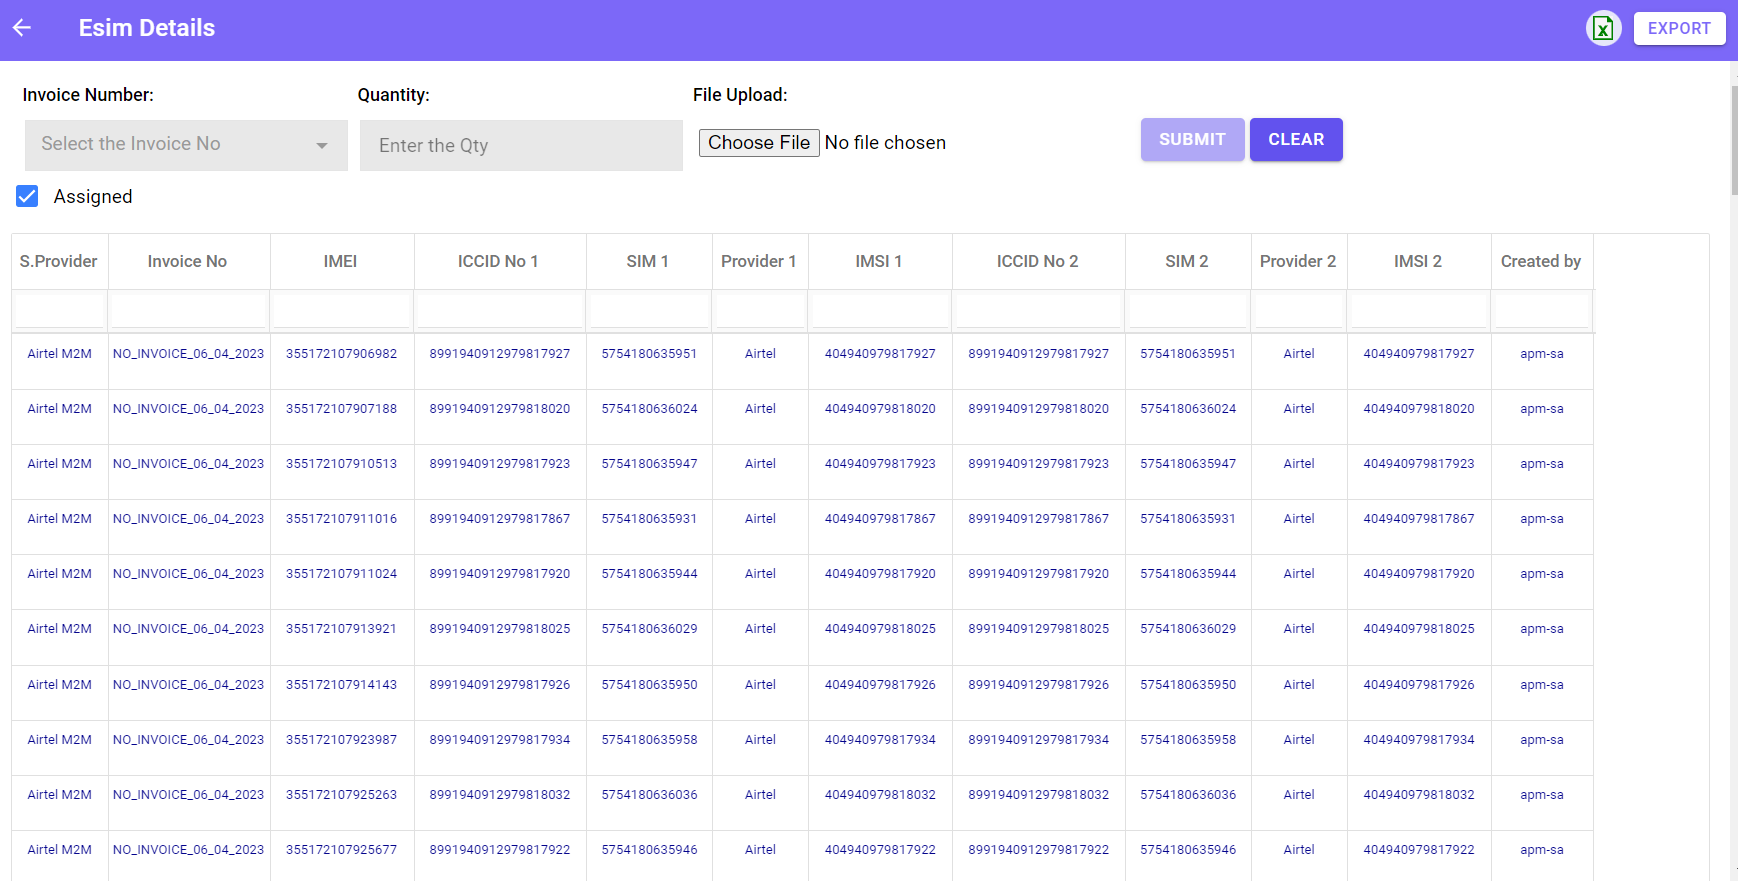 Esim Details
EXPORT
Invoice Number: Quantity: File Upload:
Select the Invoice No Enter the Qty Choose File No file chosen SUBMIT CLEAR
Assigned
S.Provider Invoice No IMEI ICCID No 1 SIM 1 Provider 1 IMSI 1 ICCID No 2 SIM 2 Provider 2 IMSI 2 Created by
Airtel M2M NO_INVOICE_06_04_2023 355172107906982 8991940912979817927 5754180635951 Airtel 404940979817927 8991940912979817927 5754180635951 Airtel 404940979817927 apm-sa
Airtel M2M NO_INVOICE_06_04_2023 355172107907188 8991940912979818020 5754180636024 Airtel 404940979818020 8991940912979818020 5754180636024 Airtel 404940979818020 apm-sa
Airtel M2M NO_INVOICE_06_04_2023 355172107910513 8991940912979817923 5754180635947 Airtel 404940979817923 8991940912979817923 5754180635947 Airtel 404940979817923 apm-sa
Airtel M2M NO_INVOICE_06_04_2023 355172107911016 8991940912979817867 5754180635931 Airtel 404940979817867 8991940912979817867 5754180635931 Airtel 404940979817867 apm-sa
Airtel M2M NO_INVOICE_06_04_2023 355172107911024 8991940912979817920 5754180635944 Airtel 404940979817920 8991940912979817920 5754180635944 Airtel 404940979817920 apm-sa
Airtel M2M NO_INVOICE_06_04_2023 355172107913921 8991940912979818025 5754180636029 Airtel 404940979818025 8991940912979818025 5754180636029 Airtel 404940979818025 apm-sa
Airtel M2M NO_INVOICE_06_04_2023 355172107914143 8991940912979817926 5754180635950 Airtel 404940979817926 8991940912979817926 5754180635950 Airtel 404940979817926 apm-sa
Airtel M2M NO_INVOICE_06_04_2023 355172107923987 8991940912979817934 5754180635958 Airtel 404940979817934 8991940912979817934 5754180635958 Airtel 404940979817934 apm-sa
Airtel M2M NO_INVOICE_06_04_2023 355172107925263 8991940912979818032 5754180636036 Airtel 404940979818032 8991940912979818032 5754180636036 Airtel 404940979818032 apm-sa
Airtel M2M NO_INVOICE_06_04_2023 355172107925677 8991940912979817922 5754180635946 Airtel 404940979817922 8991940912979817922 5754180635946 Airtel 404940979817922 apm-sa